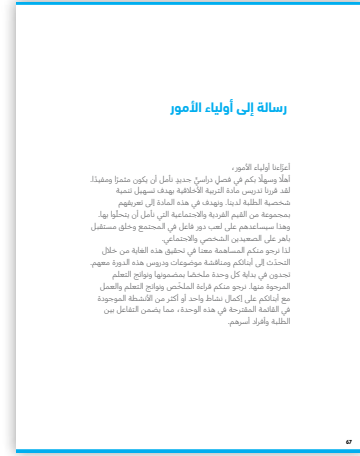 رسالة إلى أولياء الأمور
أعزّاءنا أولياء الأمور،
أهلًا وسهلًا بكم في فصل دراسيٍّ جديدٍ نأمل أن يكون مثمرًا ومفيدًا.
لقد قررنا تدريس مادة التربية الأخلاقية بهدف تسهيل تنمية
شخصية الطلبة لدينا. ونهدف في هذه المادة إلى تعريفهم
بمجموعة من القيم الفردية والاجتماعية التي نأمل أن يتحلّوا بها.
وهذا سيساعدهم على لعب دور فاعل في المجتمع وخلق مستقبل
باهر على الصعيدين الشخصي والاجتماعي.
لذا نرجو منكم المساهمة معنا في تحقيق هذه الغاية من خلال
التحدّث إلى أبنائكم ومناقشة موضوعات ودروس هذه الدورة معهم.
تجدون في بداية كل وحدة ملخصًا بمضمونها ونواتج التعلم
المرجوة منها. نرجو منكم قراءة الملخّص ونواتج التعلم والعمل
مع أبنائكم على إكمال نشاط واحد أو أكثر من الأنشطة الموجودة
في القائمة المقترحة في هذه الوحدة، مما يضمن التفاعل بين
الطلبة وأفراد أسرهم.
67